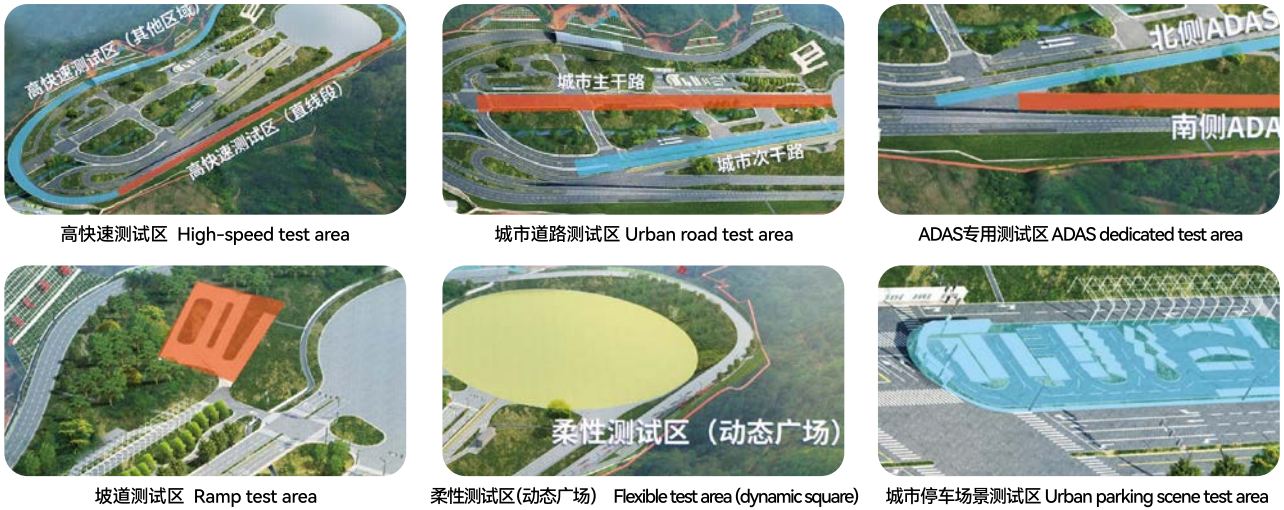 高快速测试区（其他区域）
高快速测试区（直线段）
城市主干路
城市次干路
北侧ADAS
南侧ADA
高快速测试区 High-speed test area
城市道路测试区 Urban road test area
ADAS专用测试区 ADAS dedicated test area
柔性测试区（动态广场）
坡道测试区 Ramp test area
柔性测试区(动态广场) Flexible test area (dynamic square)
城市停车场景测试区 Urban parking scene test area